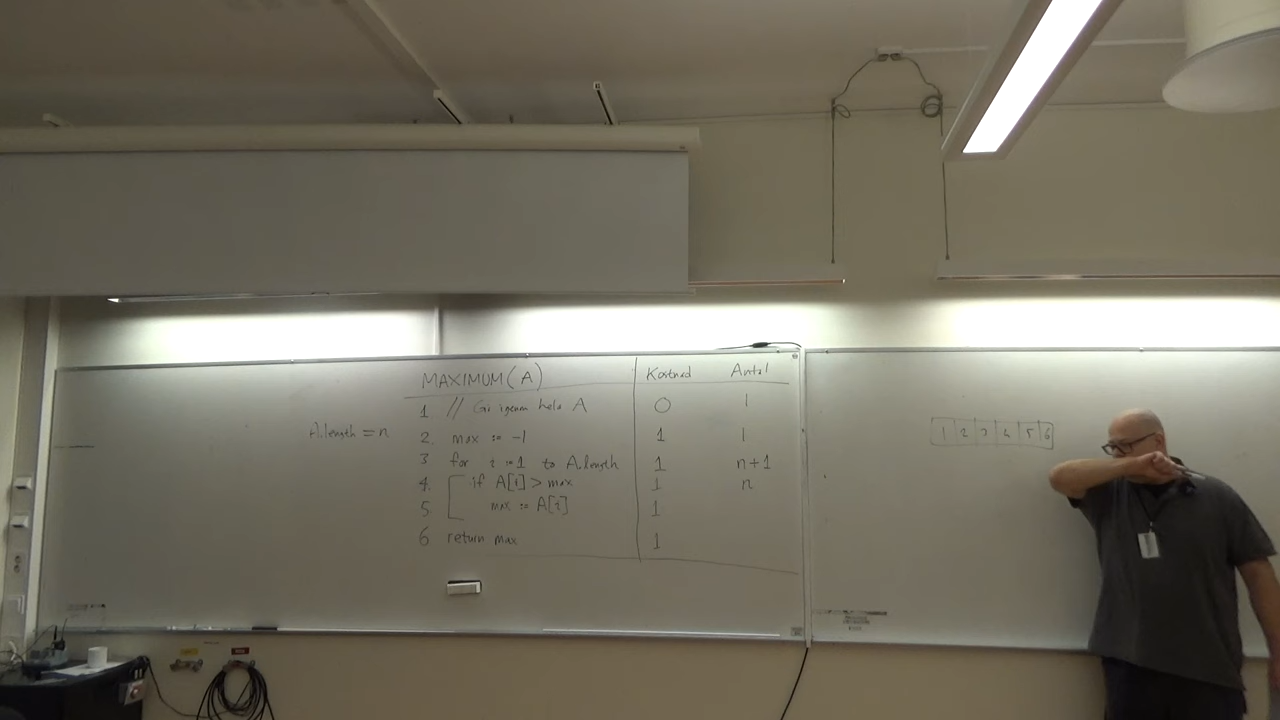 MAXIMUM(A) Kostnad Antal
1 // Gå igenom hela A 0 1
A.length = n
2. max := -1 1 1
3 for i := 1 to A.length 1 n+1
4. if A[i] > max 1 n
5 max := A[i] 1
6 return max 1
1 2 3 4 5 6